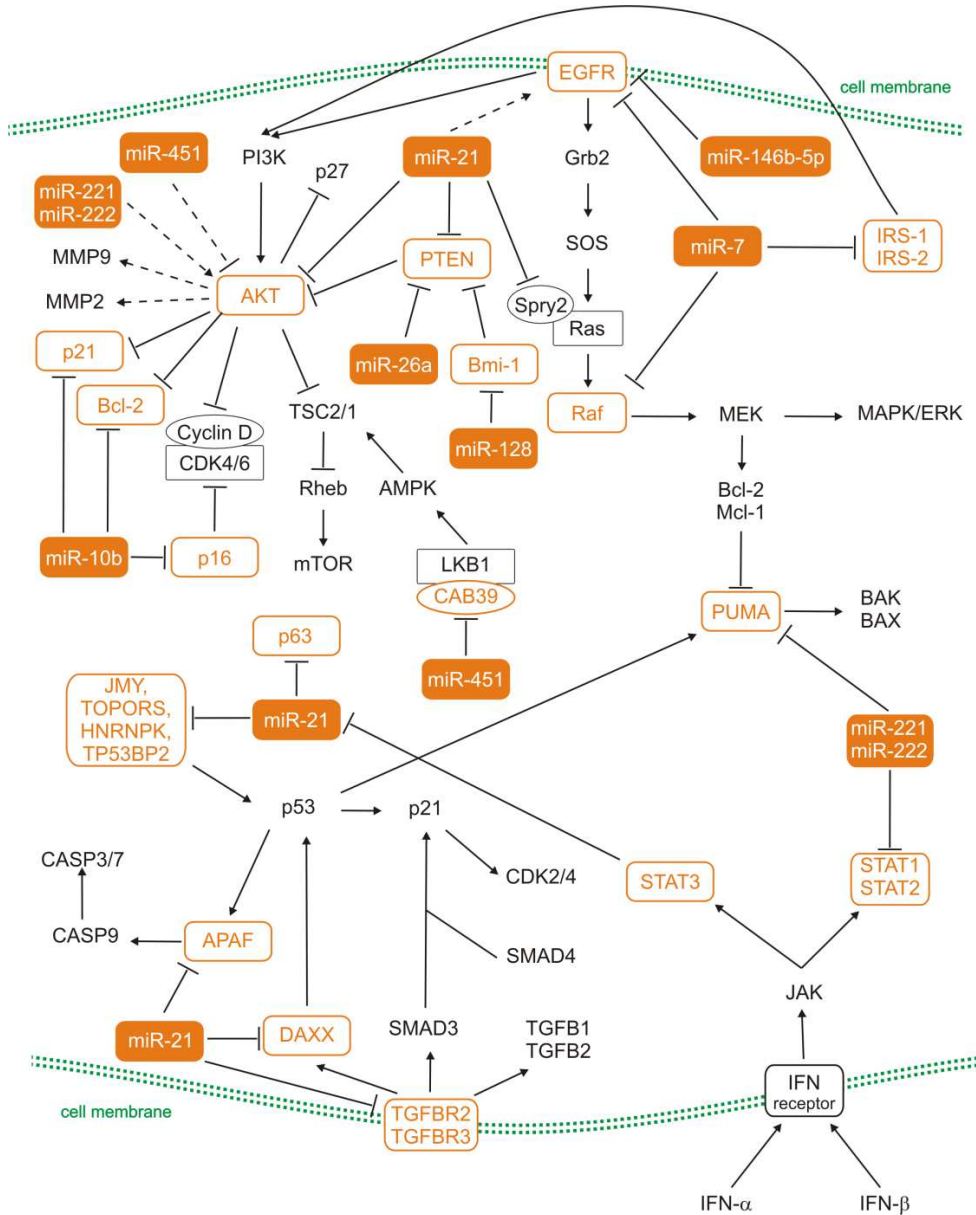 EGFR
cell membrane
miR-451
PI3K
miR-21
Grb2
miR-146b-5p
p27
miR-221
miR-222
SOS
miR-7
IRS-1
IRS-2
MMP9
PTEN
AKT
MMP2
Spry2
Ras
p21
miR-26a
Bmi-1
Bcl-2
TSC2/1
Raf
MEK
MAPK/ERK
Cyclin D
CDK4/6
miR-128
Rheb
AMPK
Bcl-2
Mcl-1
miR-10b
p16
mTOR
LKB1
CAB39
PUMA
BAK
BAX
p63
miR-451
JMY,
TOPORS,
HNRNPK,
TP53BP2
miR-21
miR-221
miR-222
p53
p21
CASP3/7
CDK2/4
STAT3
STAT1
STAT2
CASP9
APAF
SMAD4
JAK
miR-21
DAXX
SMAD3
TGFB1
TGFB2
IFN
receptor
cell membrane
TGFBR2
TGFBR3
IFN-α
IFN-β